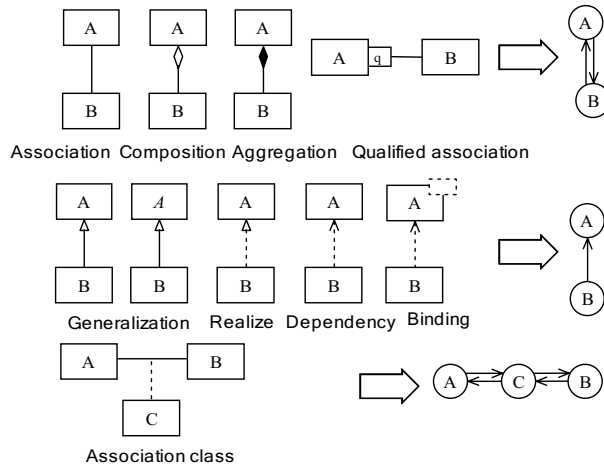 A A A A q B A
B B B B
Association Composition Aggregation Qualified association
A A A A A A
B B B B B B
Generalization Realize Dependency Binding
A B A C B
C
Association class